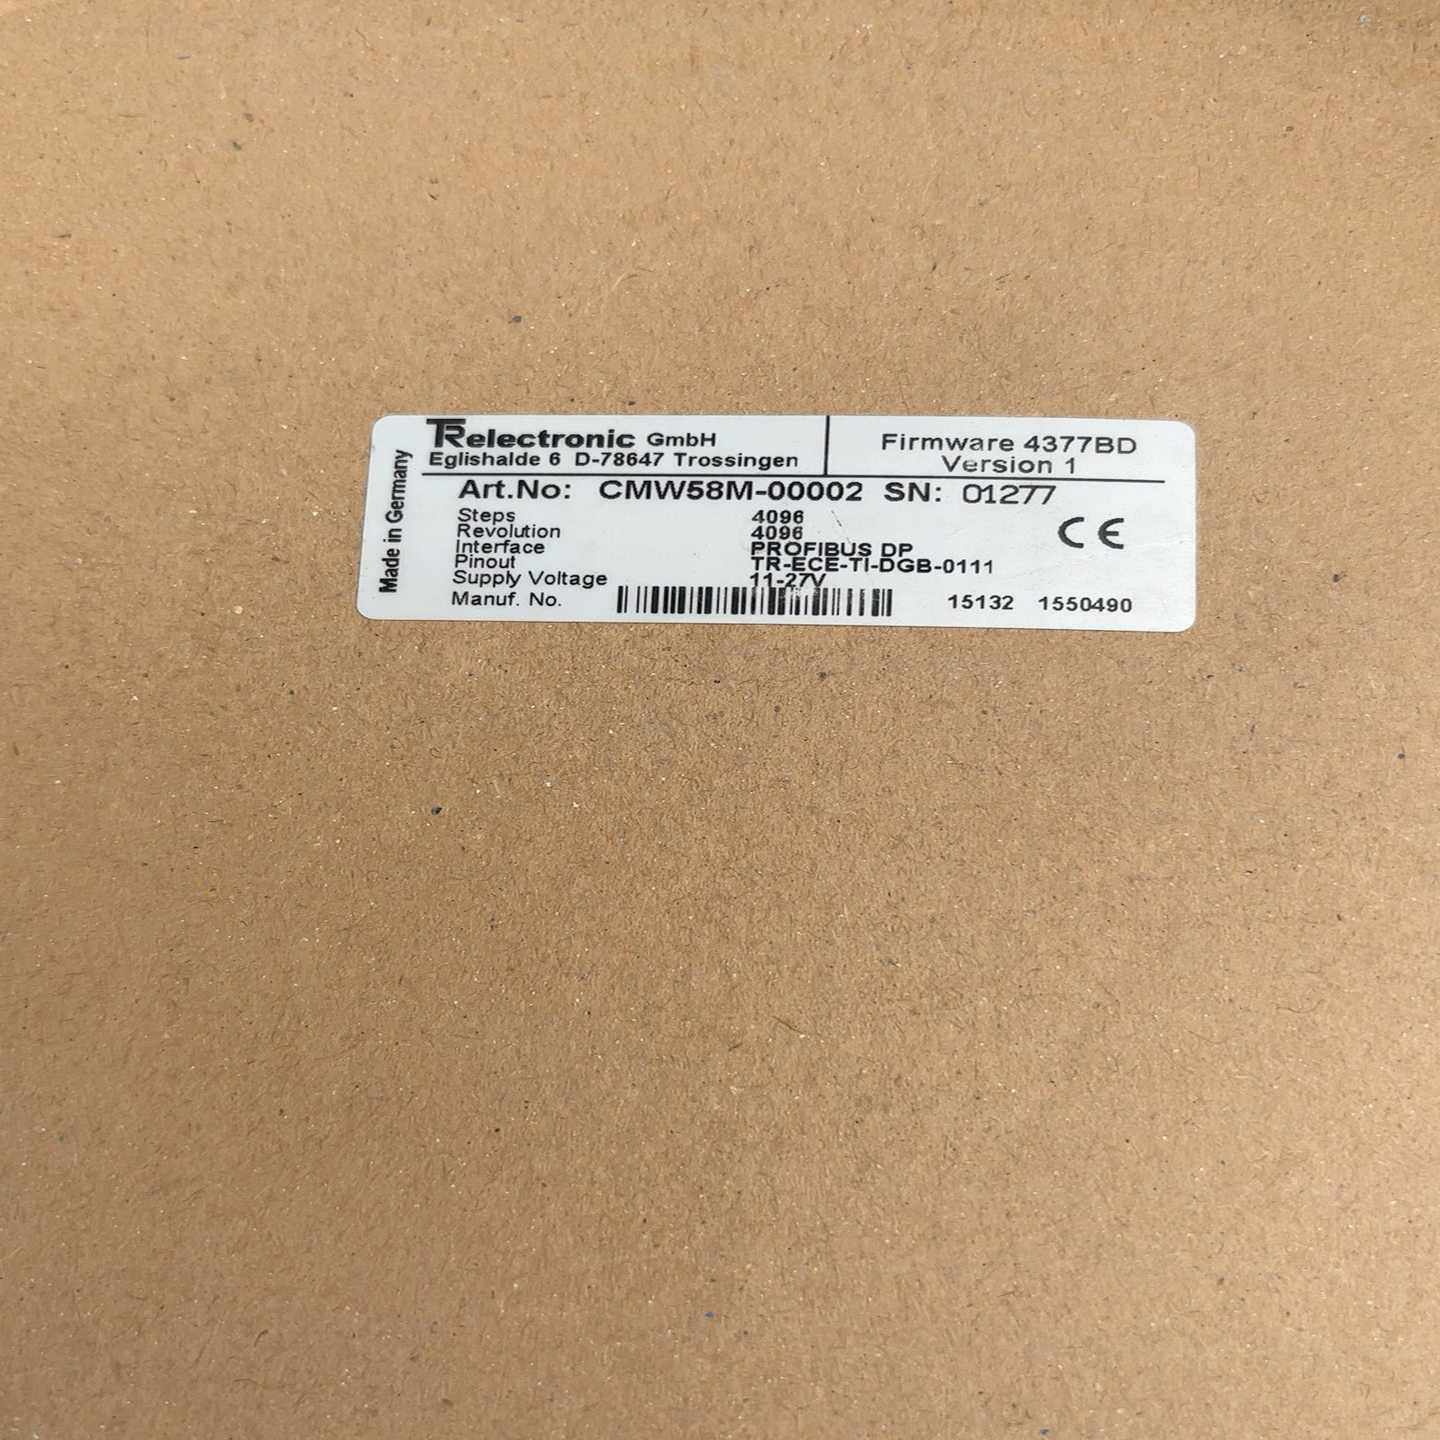 TRelectronic GmbH
Eglishalde 6 D-78647 Trossingen
Firmware 4377BD
Version 1
Art.No: CMW58M-00002 SN: 01277
Steps 4096
Revolution 4096
Interface PROFIBUS DP
Pinout TR-ECE-TI-DGB-0111
Supply Voltage 11-27V
Manuf. No. 15132 1550490
CE
Made in Germany